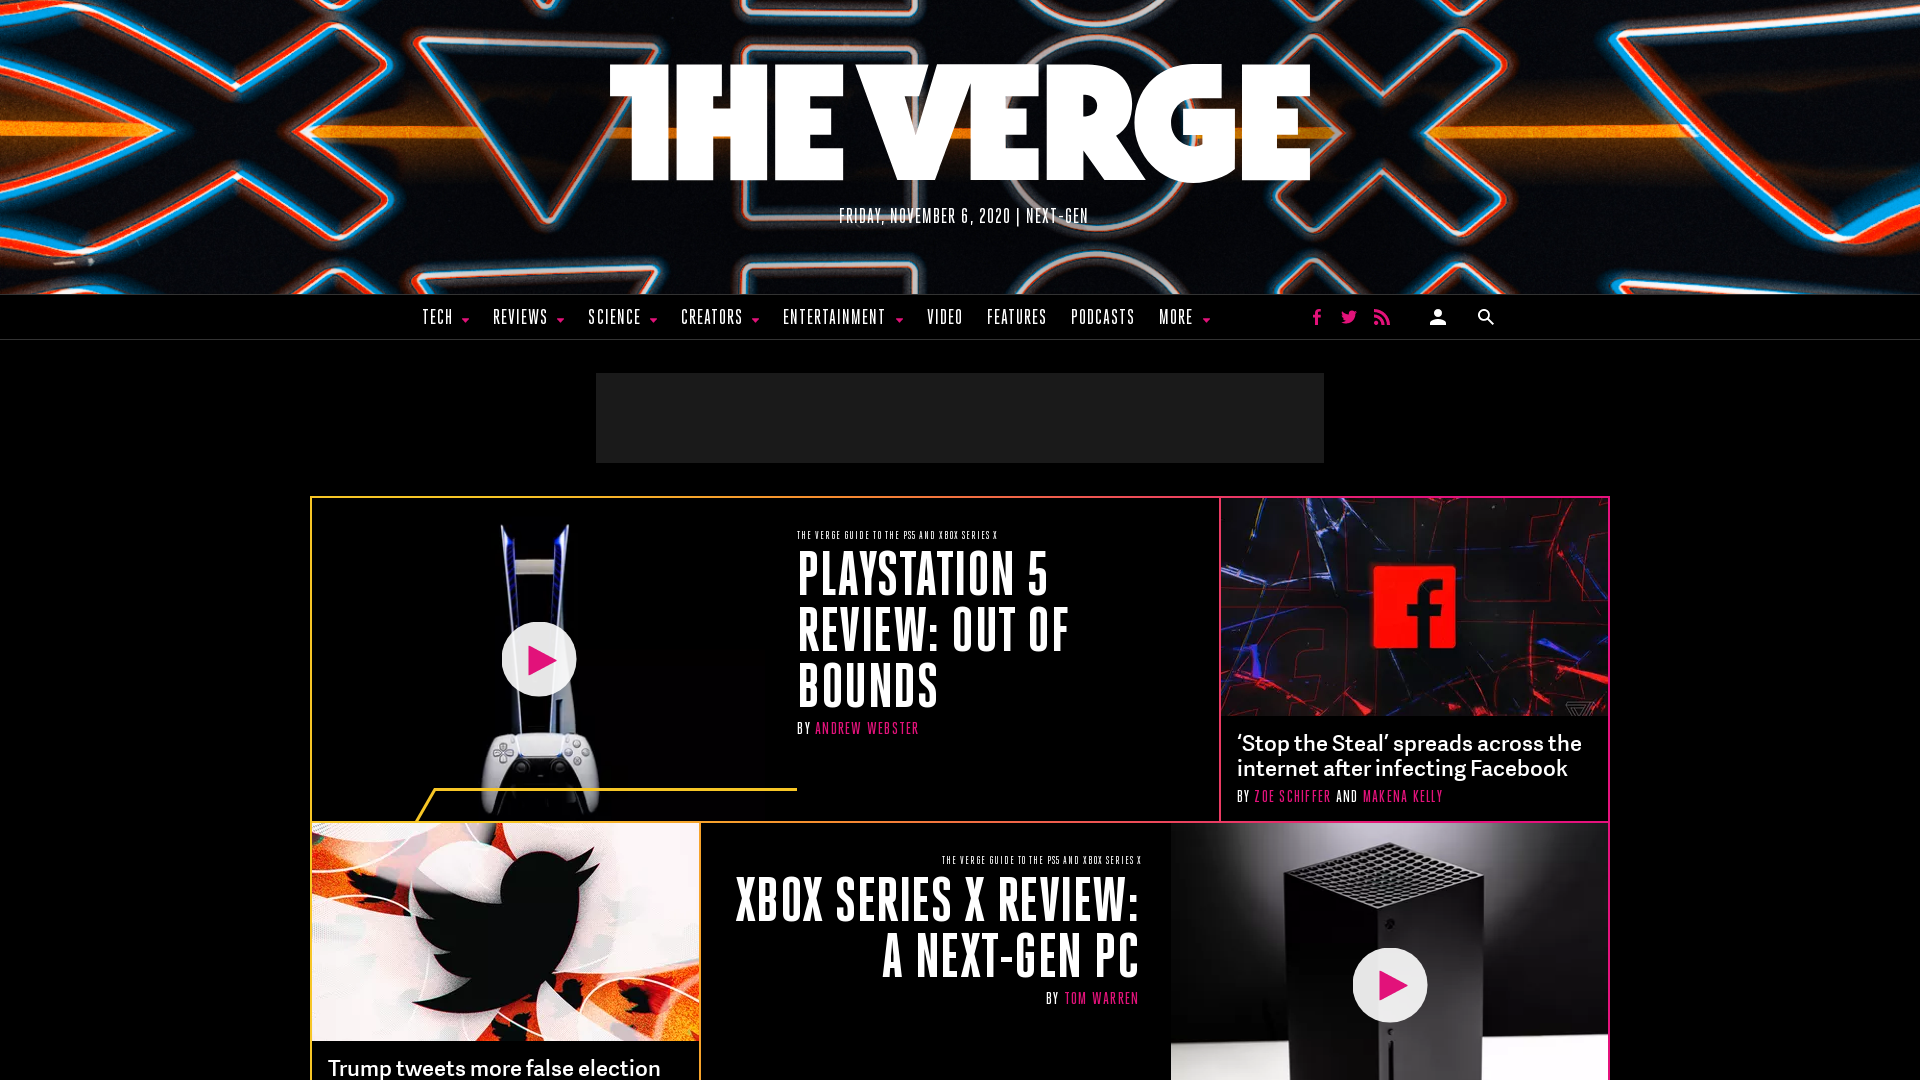 THE VERGE
FRIDAY, NOVEMBER 6, 2020 | NEXT-GEN
TECH REVIEWS SCIENCE CREATORS ENTERTAINMENT VIDEO FEATURES PODCASTS MORE
THE VERGE GUIDE TO THE PS5 AND XBOX SERIES X
PLAYSTATION 5
REVIEW: OUT OF
BOUNDS
BY ANDREW WEBSTER
‘Stop the Steal’ spreads across the
internet after infecting Facebook
BY ZOE SCHIFFER AND MAKENA KELLY
THE VERGE GUIDE TO THE PS5 AND XBOX SERIES X
XBOX SERIES X REVIEW:
A NEXT-GEN PC
BY TOM WARREN
Trump tweets more false election